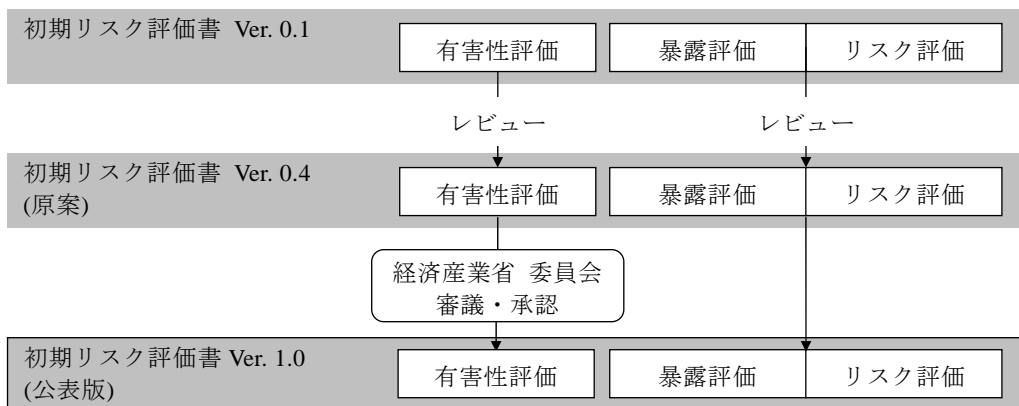 初期リスク評価書 Ver. 0.1
有害性評価 暴露評価 リスク評価
レビュー レビュー
初期リスク評価書 Ver. 0.4
(原案)
有害性評価 暴露評価 リスク評価
経済産業省 委員会
審議・承認
初期リスク評価書 Ver. 1.0
(公表版)
有害性評価 暴露評価 リスク評価